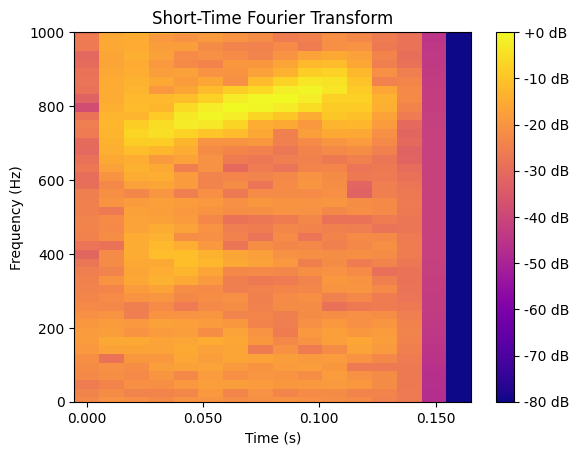 Short-Time Fourier Transform
Frequency (Hz)
1000
800
600
400
200
0
0.000 0.050 0.100 0.150
Time (s)
+0 dB
-10 dB
-20 dB
-30 dB
-40 dB
-50 dB
-60 dB
-70 dB
-80 dB